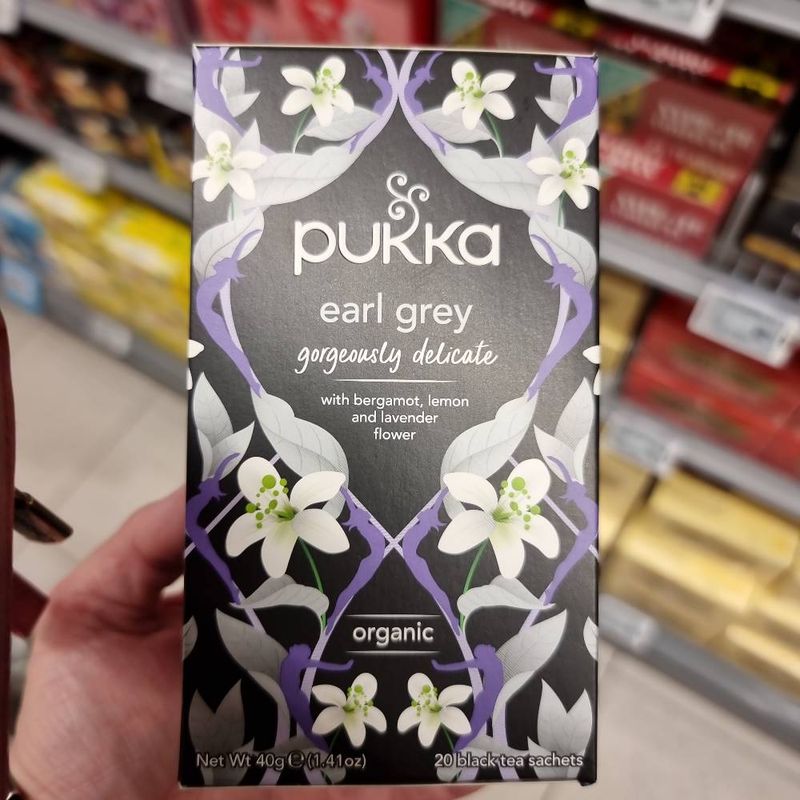 pukka
earl grey
gorgeously delicate
with bergamot, lemon
and lavender
flower
organic
Net Wt 40g ℮ (1.41oz)
20 black tea sachets